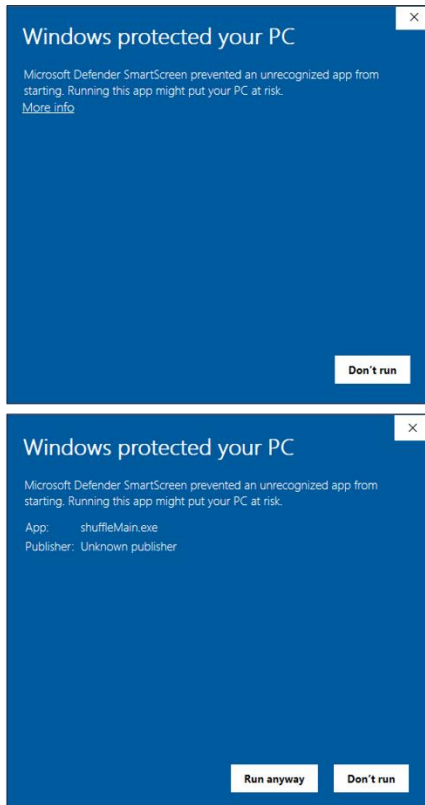 Windows protected your PC
Microsoft Defender SmartScreen prevented an unrecognized app from
starting. Running this app might put your PC at risk.
More info
Don't run
Windows protected your PC
Microsoft Defender SmartScreen prevented an unrecognized app from
starting. Running this app might put your PC at risk.
App: shuffleMain.exe
Publisher: Unknown publisher
Run anyway Don't run